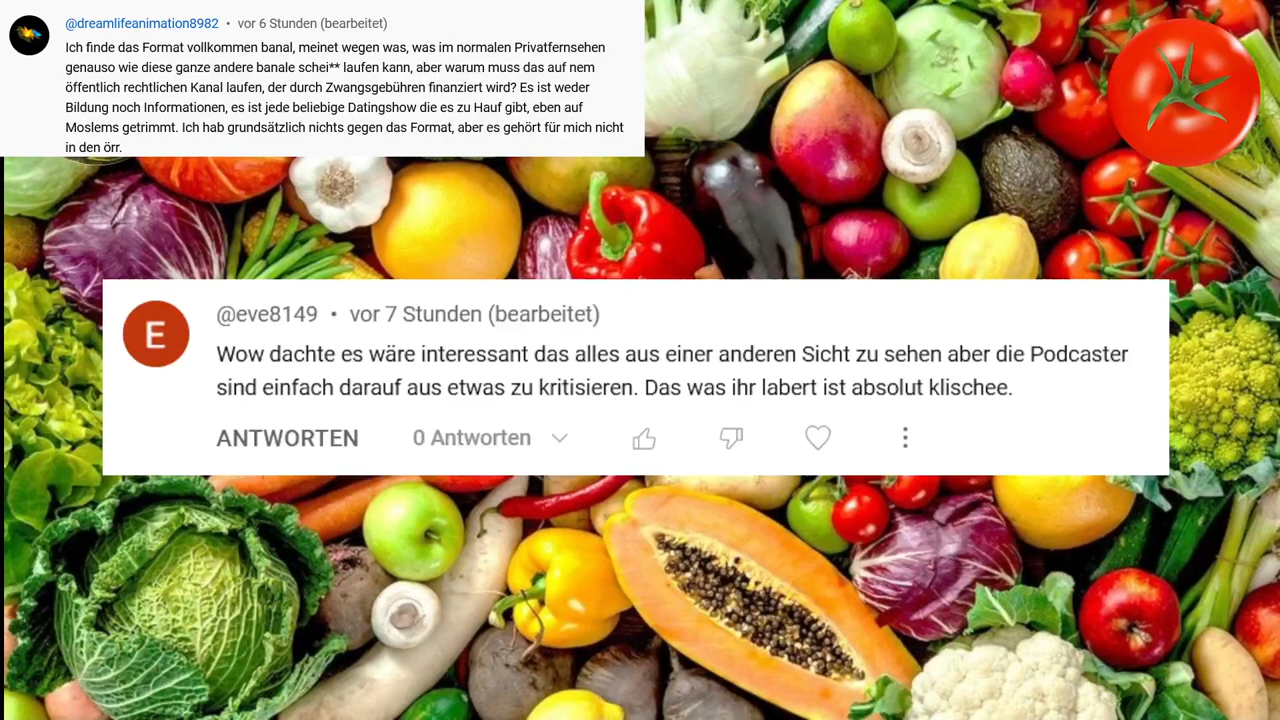 @dreamlifeanimation8982 • vor 6 Stunden (bearbeitet)
Ich finde das Format vollkommen banal, meinet wegen was, was im normalen Privatfernsehen
genauso wie diese ganze andere banale schei** laufen kann, aber warum muss das auf nem
öffentlich rechtlichen Kanal laufen, der durch Zwangsgebühren finanziert wird? Es ist weder
Bildung noch Informationen, es ist jede beliebige Datingshow die es zu Hauf gibt, eben auf
Moslems getrimmt. Ich hab grundsätzlich nichts gegen das Format, aber es gehört für mich nicht
in den örr.
E
@eve8149 • vor 7 Stunden (bearbeitet)
Wow dachte es wäre interessant das alles aus einer anderen Sicht zu sehen aber die Podcaster
sind einfach darauf aus etwas zu kritisieren. Das was ihr labert ist absolut klischee.
ANTWORTEN 0 Antworten